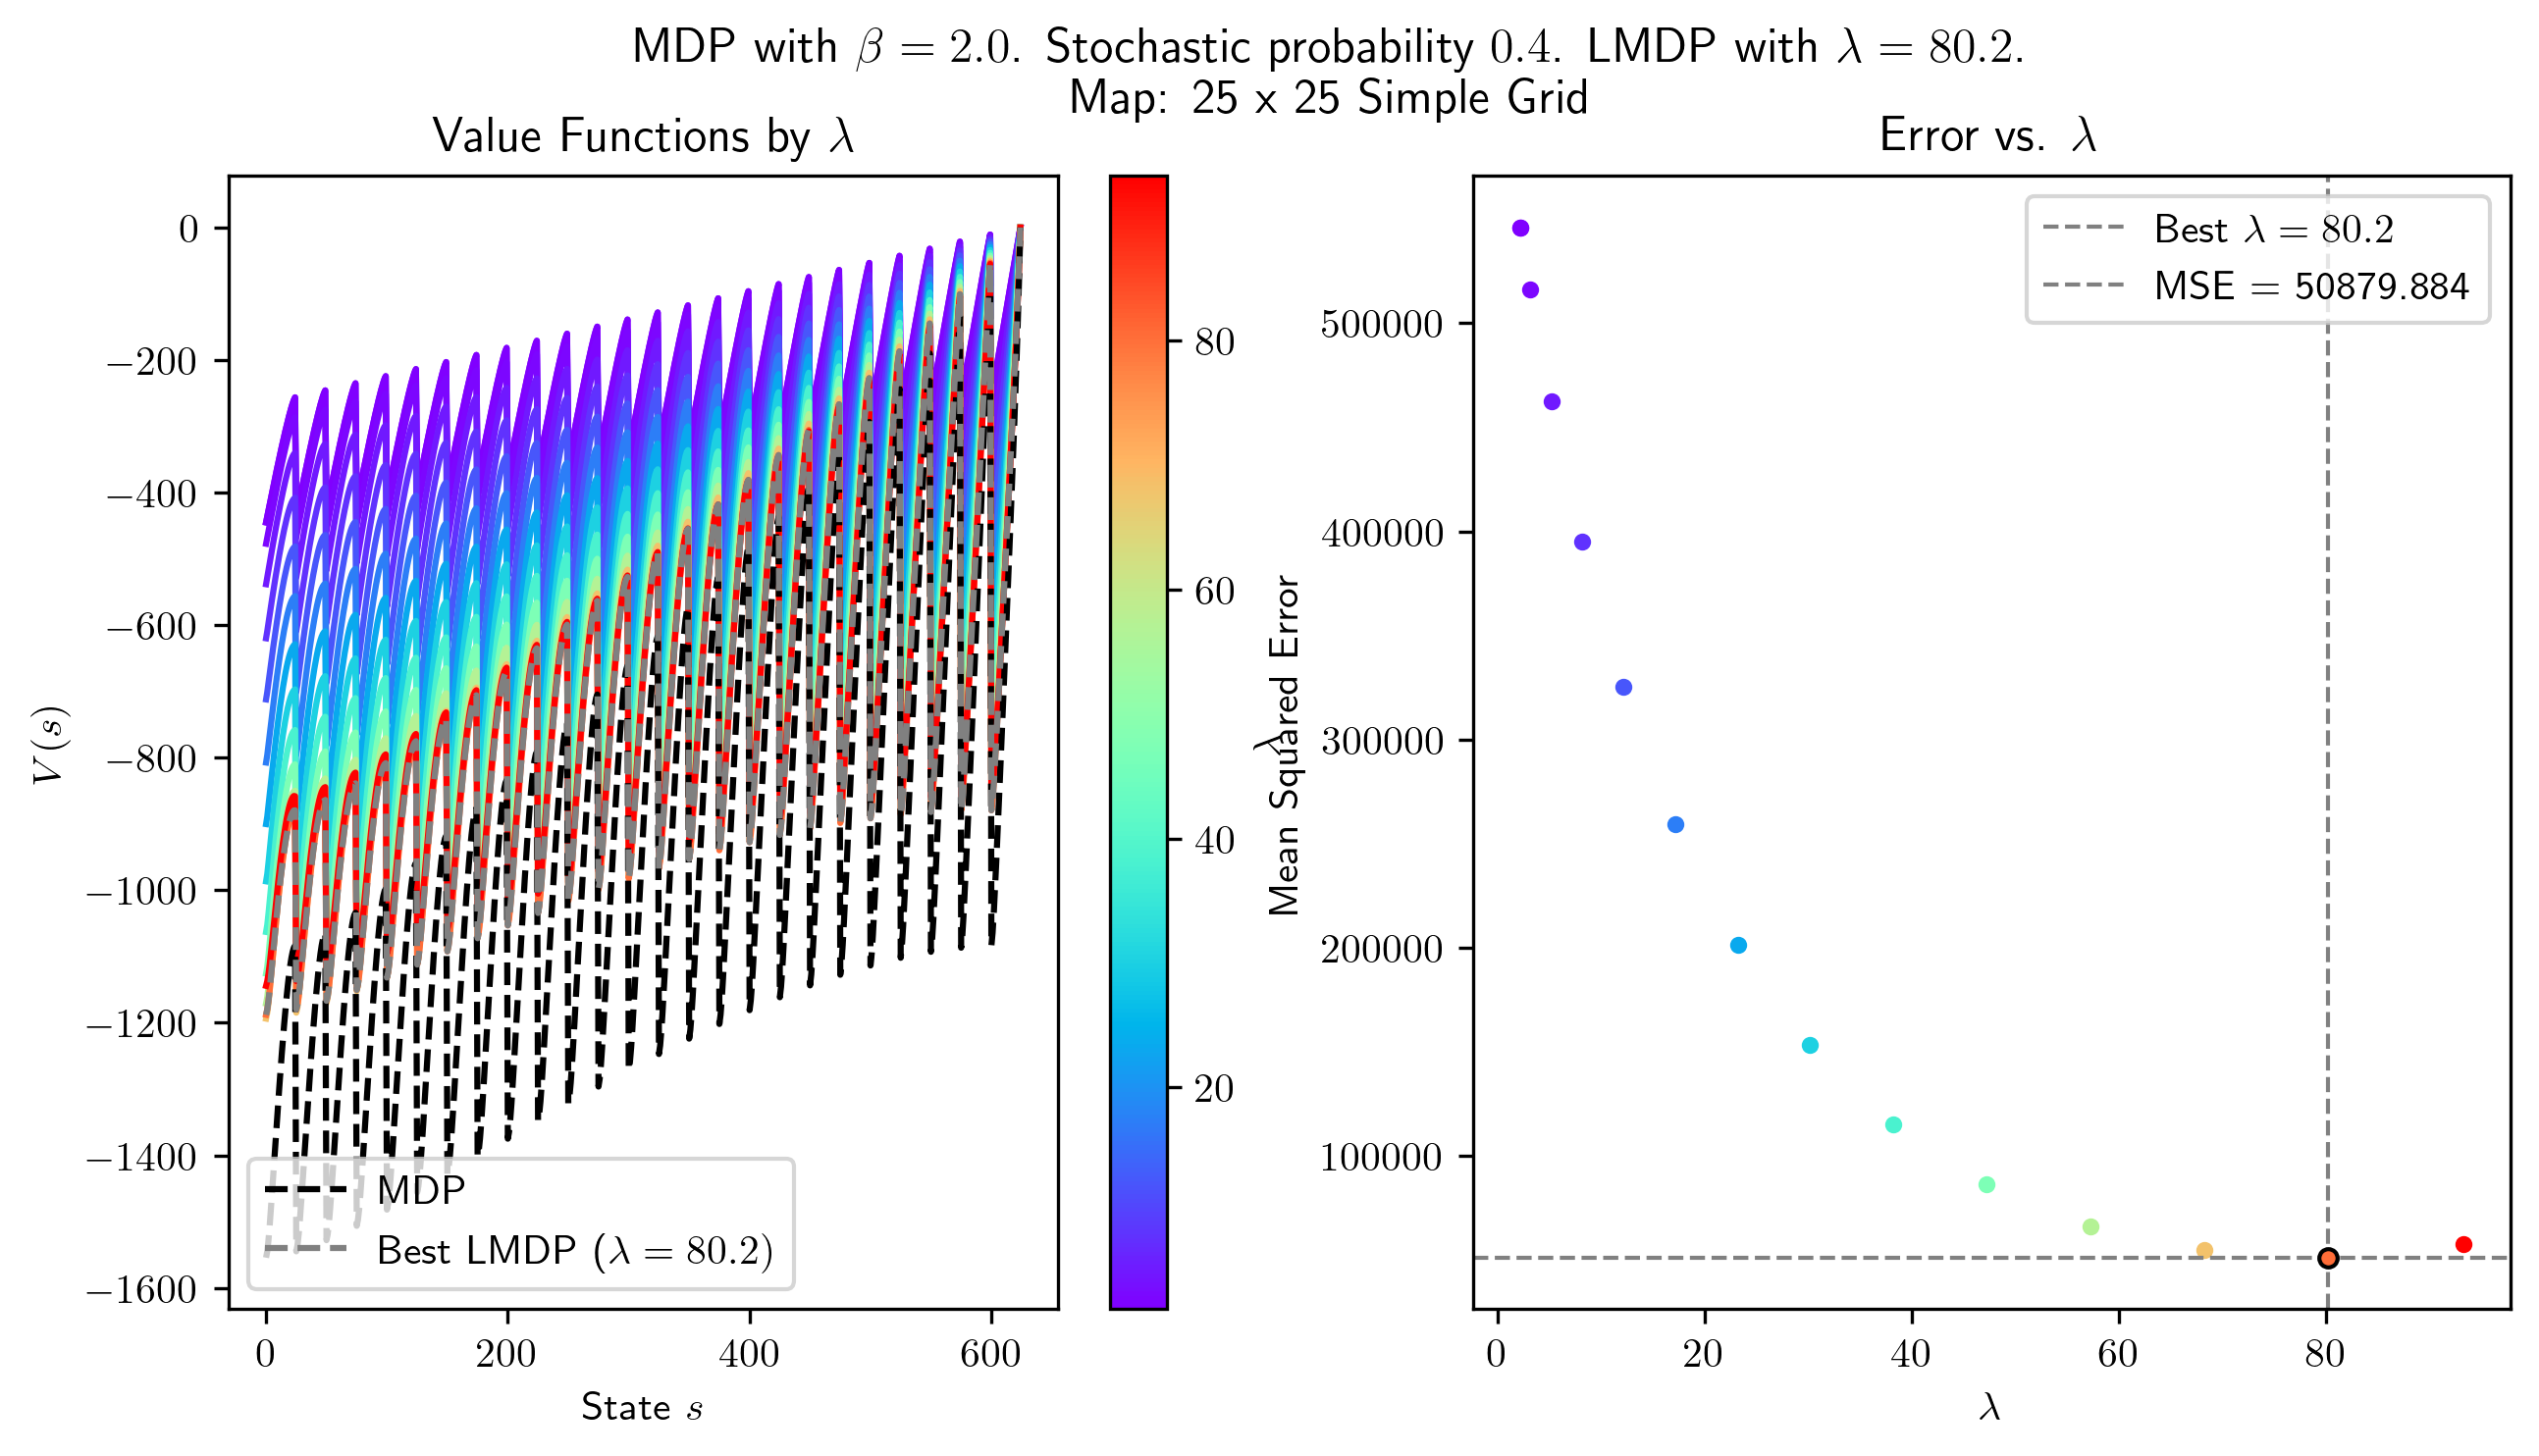 MDP with β = 2.0. Stochastic probability 0.4. LMDP with λ = 80.2.
Map: 25 x 25 Simple Grid
Value Functions by λ
0
−200
−400
−600
−800
−1000
−1200
−1400
−1600
V(s)
MDP
Best LMDP (λ = 80.2)
0
200
400
600
State s
80
60
40
20
λ
Error vs. λ
Best λ = 80.2
MSE = 50879.884
500000
400000
300000
200000
100000
Mean Squared Error
0
20
40
60
80
λ